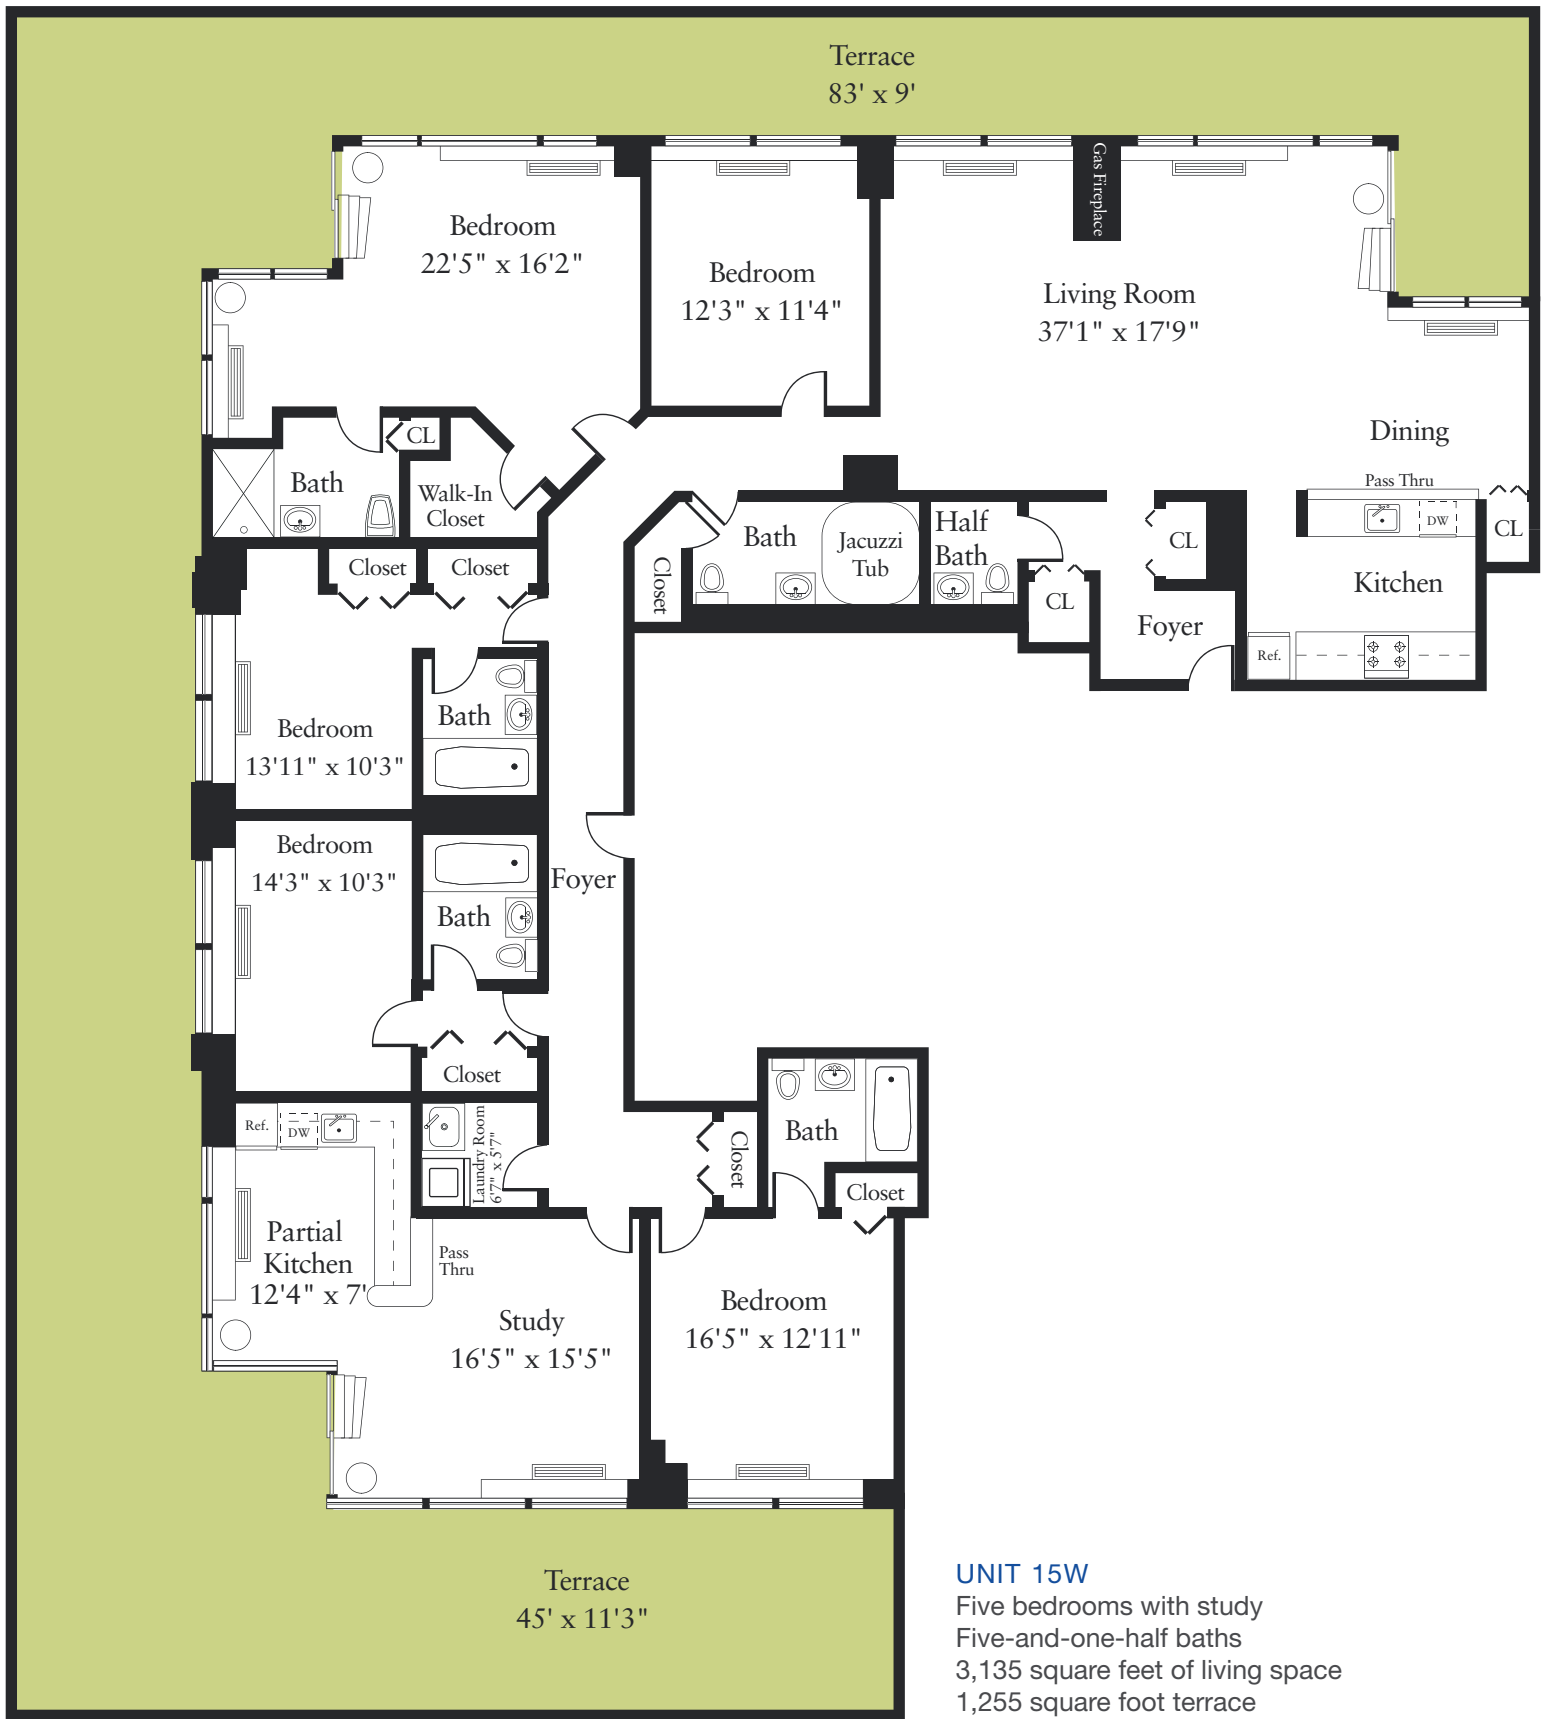 Terrace
83' x 9'
Gas Fireplace
Bedroom
22'5" x 16'2"
Bedroom
12'3" x 11'4"
Living Room
37'1" x 17'9"
Dining
Pass Thru
CL
Bath
Walk-In
Closet
Bath
Jacuzzi
Tub
Half
Bath
CL
DW
CL
Kitchen
Closet
Closet
Closet
CL
Foyer
Ref.
Bath
Bedroom
13'11" x 10'3"
Bedroom
14'3" x 10'3"
Foyer
Bath
Closet
Ref.
DW
Laundry Room
6'7" x 5'7"
Closet
Bath
Closet
Partial
Kitchen
12'4" x 7'
Pass
Thru
Study
16'5" x 15'5"
Bedroom
16'5" x 12'11"
Terrace
45' x 11'3"
UNIT 15W
Five bedrooms with study
Five-and-one-half baths
3,135 square feet of living space
1,255 square foot terrace